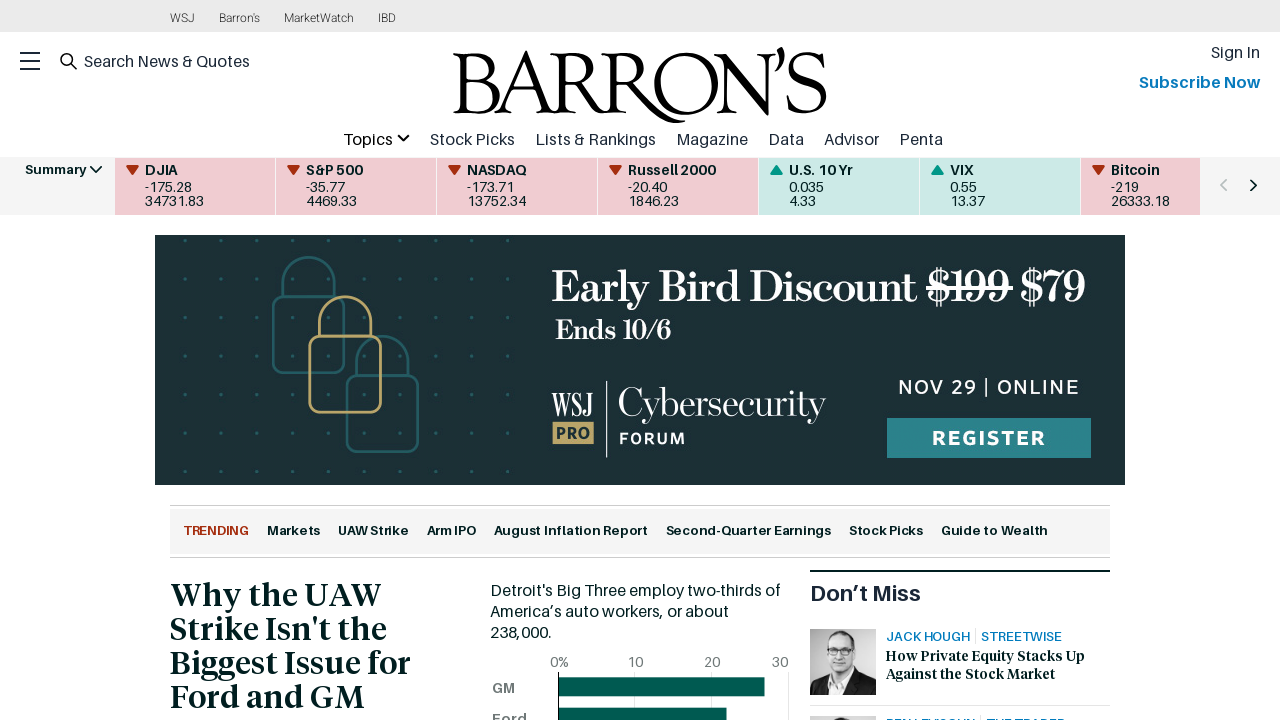 WSJ Barron's MarketWatch IBD
Search News & Quotes
BARRON'S
Sign In
Subscribe Now
Topics Stock Picks Lists & Rankings Magazine Data Advisor Penta
Summary
DJIA
-175.28
34731.83
S&P 500
-35.77
4469.33
NASDAQ
-173.71
13752.34
Russell 2000
-20.40
1846.23
U.S. 10 Yr
0.035
4.33
VIX
0.55
13.37
Bitcoin
-219
26333.18
Early Bird Discount $199 $79
Ends 10/6
WSJ PRO Cybersecurity
FORUM
NOV 29 | ONLINE
REGISTER
TRENDING Markets UAW Strike Arm IPO August Inflation Report Second-Quarter Earnings Stock Picks Guide to Wealth
Why the UAW
Strike Isn't the
Biggest Issue for
Ford and GM
Detroit's Big Three employ two-thirds of
America’s auto workers, or about
238,000.
0% 10 20 30
GM
Ford
Don’t Miss
JACK HOUGH | STREETWISE
How Private Equity Stacks Up
Against the Stock Market
BEN LEVISOHN | THE TRADER